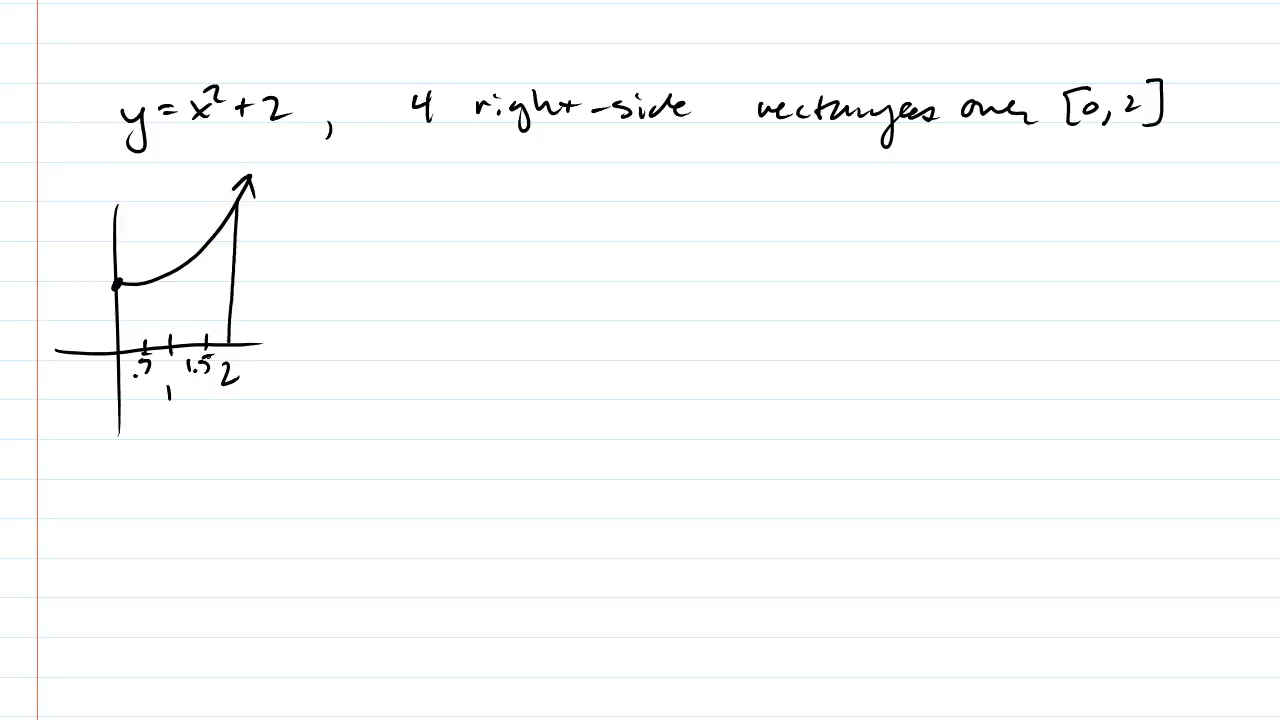 y = x² + 2 , 4 right-side rectangles over [0, 2]
.5 1 1.5 2